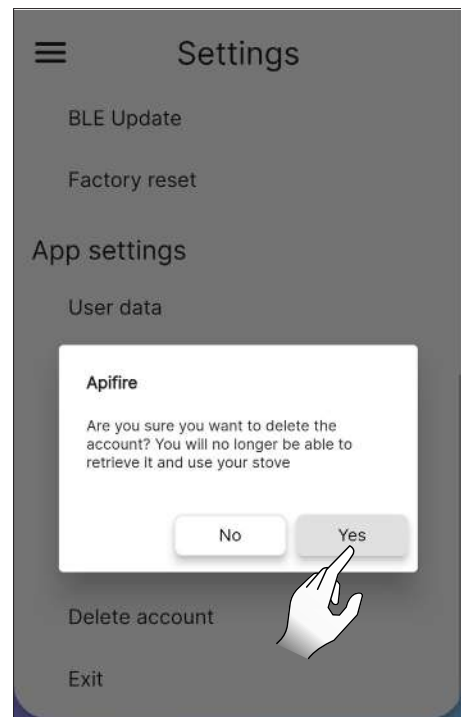 Settings
BLE Update
Factory reset
App settings
User data
Apifire
Are you sure you want to delete the
account? You will no longer be able to
retrieve it and use your stove
No
Yes
Delete account
Exit